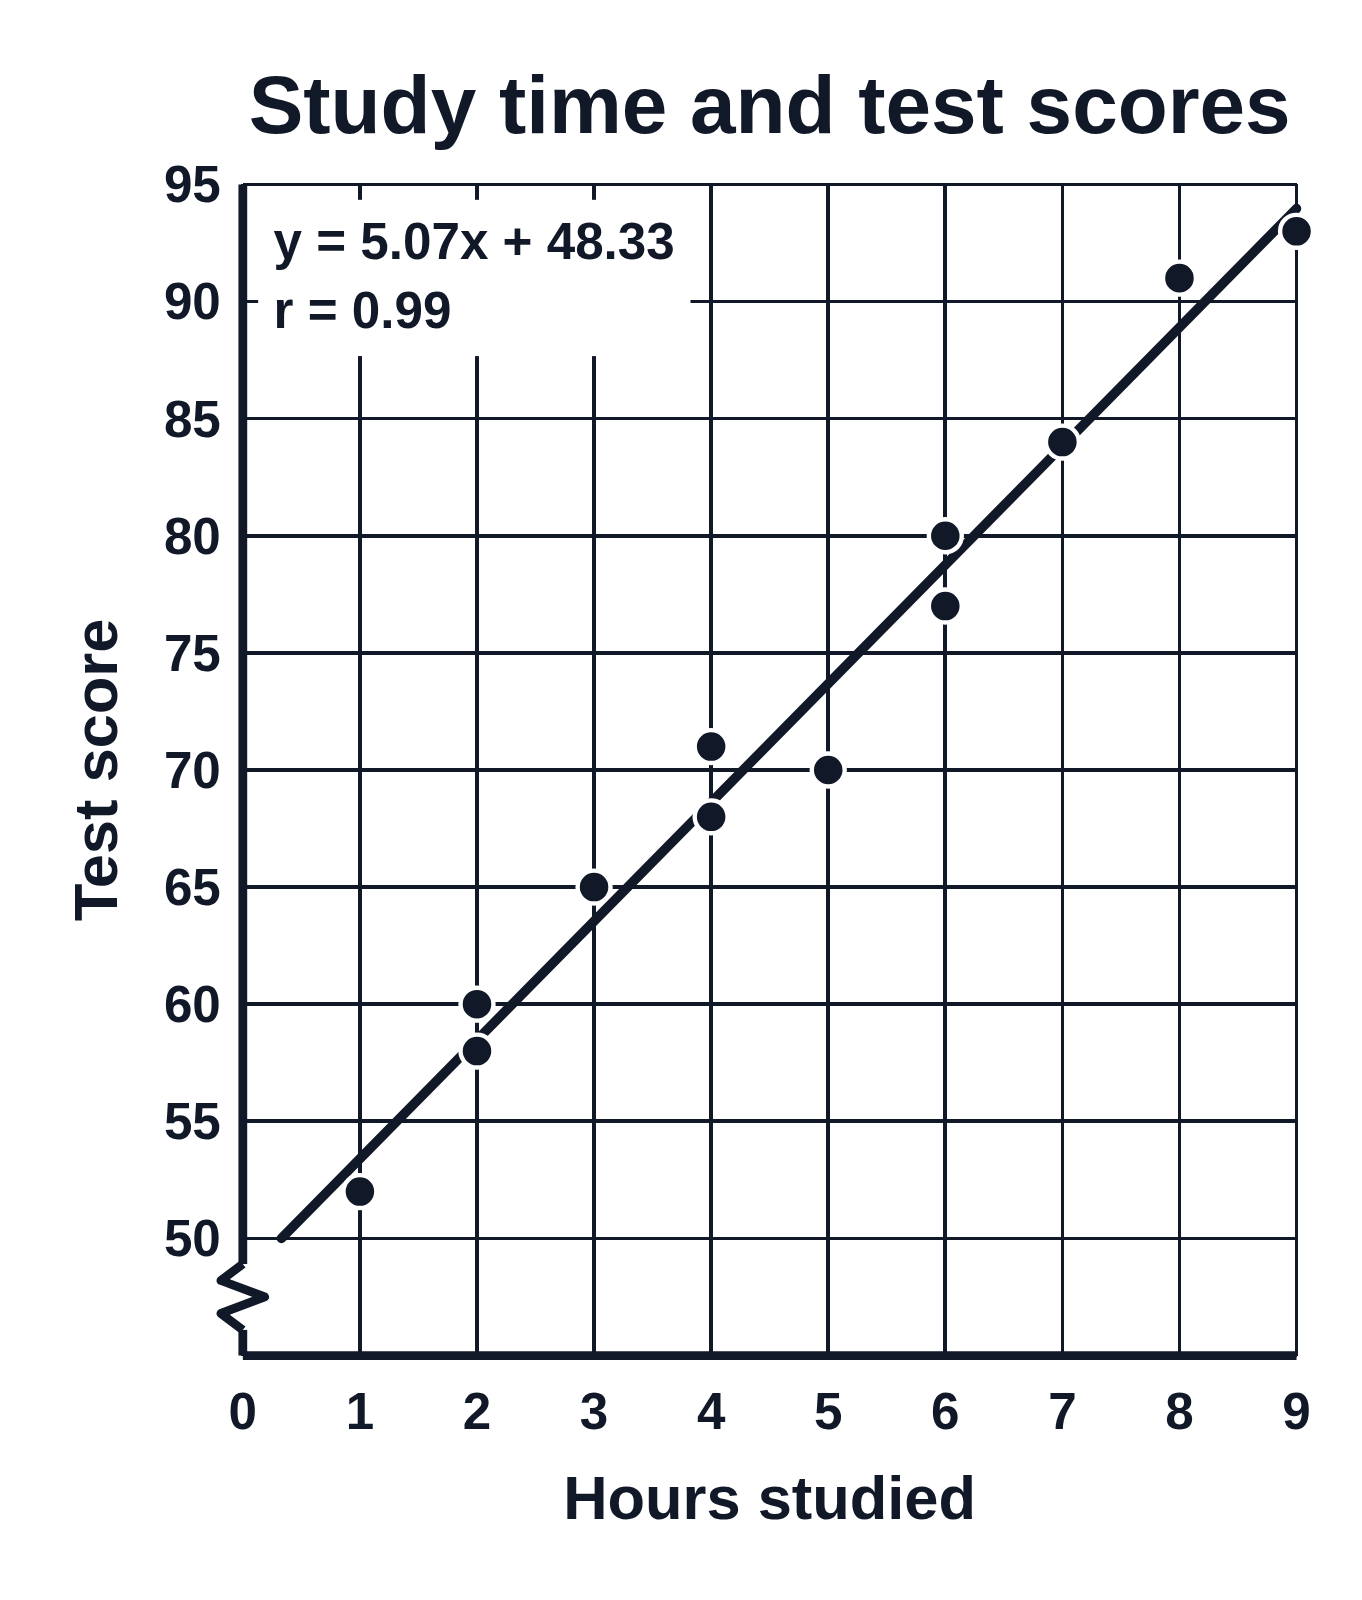 Study time and test scores
y = 5.07x + 48.33
r = 0.99
95
90
85
80
75
70
65
60
55
50
Test score
0 1 2 3 4 5 6 7 8 9
Hours studied